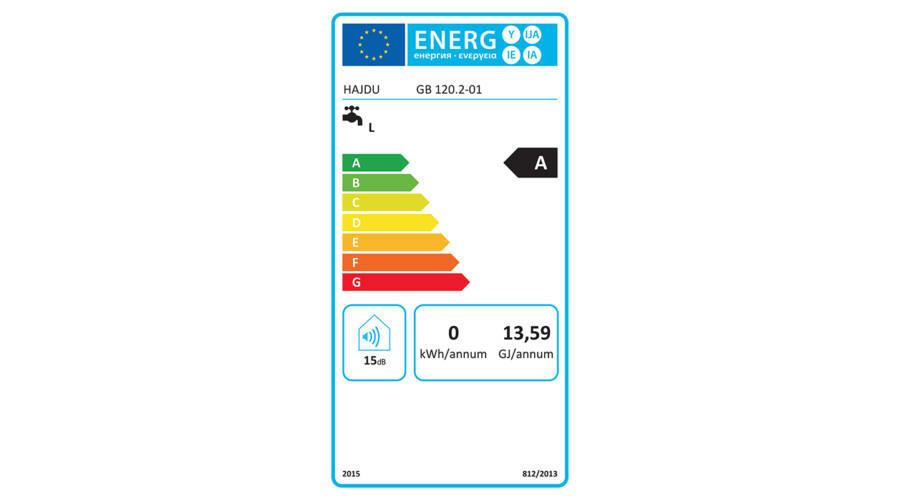 ENERG Y IJA
енергия · ενεργεια IE IA
HAJDU GB 120.2-01
L
A A
B
C
D
E
F
G
0 13,59
kWh/annum GJ/annum
15dB
2015 812/2013